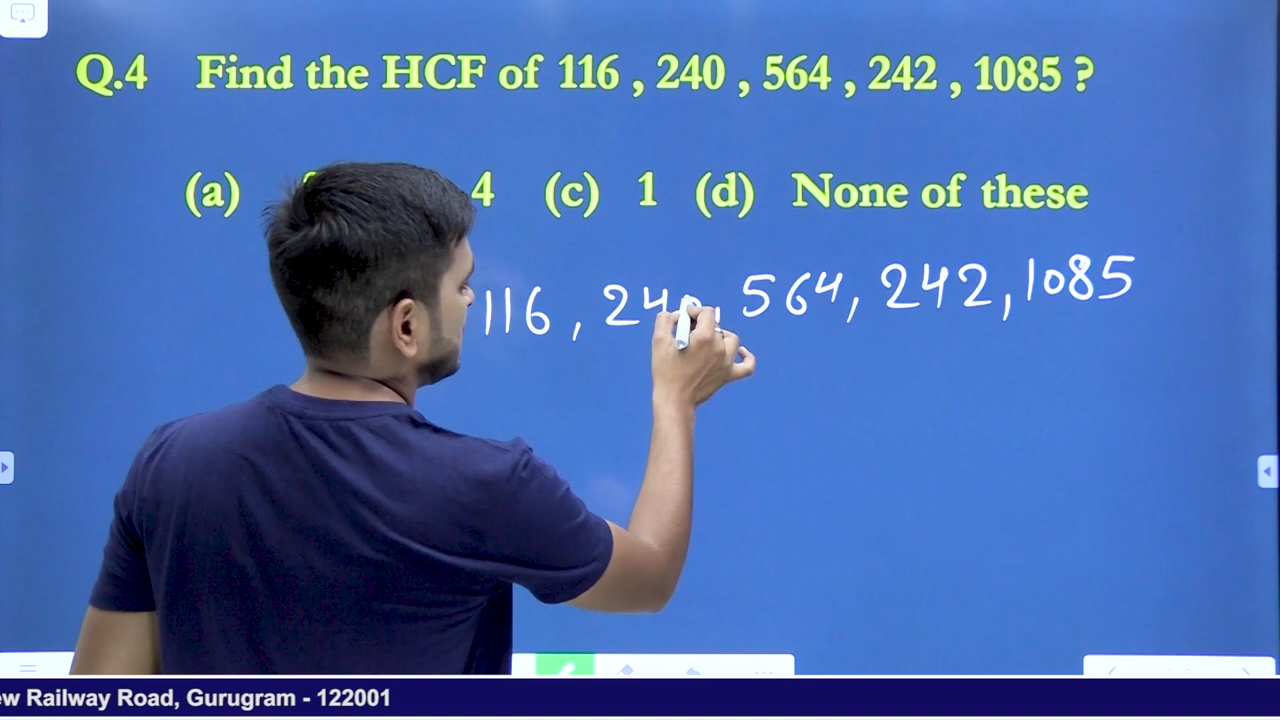 Q.4 Find the HCF of 116 , 240 , 564 , 242 , 1085 ?
(a) 4 (c) 1 (d) None of these
116 , 24 , 564 , 242 , 1085
ew Railway Road, Gurugram - 122001